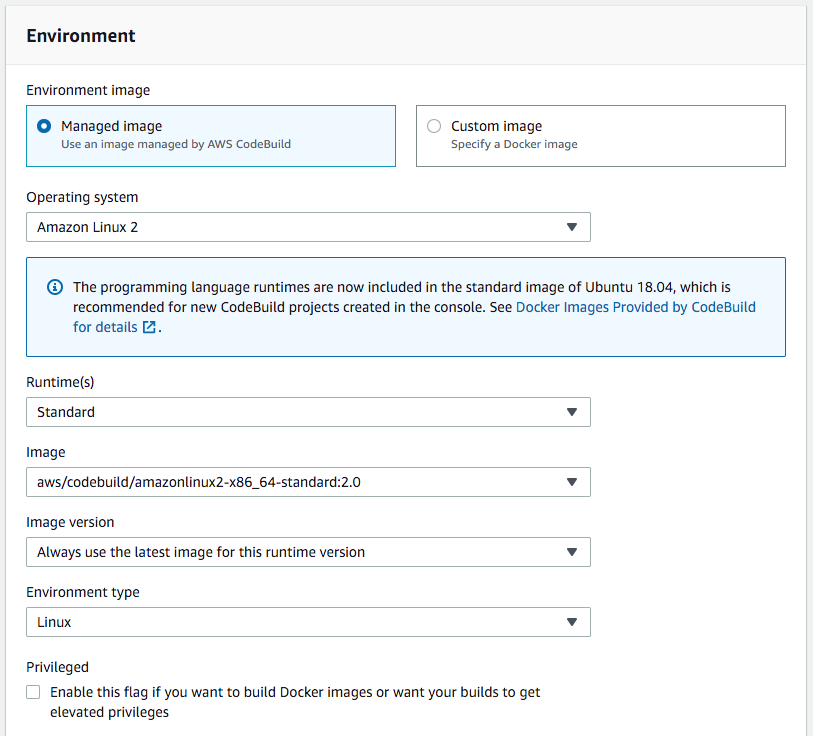 Environment
Environment image
Managed image
Use an image managed by AWS CodeBuild
Custom image
Specify a Docker image
Operating system
Amazon Linux 2
The programming language runtimes are now included in the standard image of Ubuntu 18.04, which is
recommended for new CodeBuild projects created in the console. See Docker Images Provided by CodeBuild
for details .
Runtime(s)
Standard
Image
aws/codebuild/amazonlinux2-x86_64-standard:2.0
Image version
Always use the latest image for this runtime version
Environment type
Linux
Privileged
Enable this flag if you want to build Docker images or want your builds to get
elevated privileges